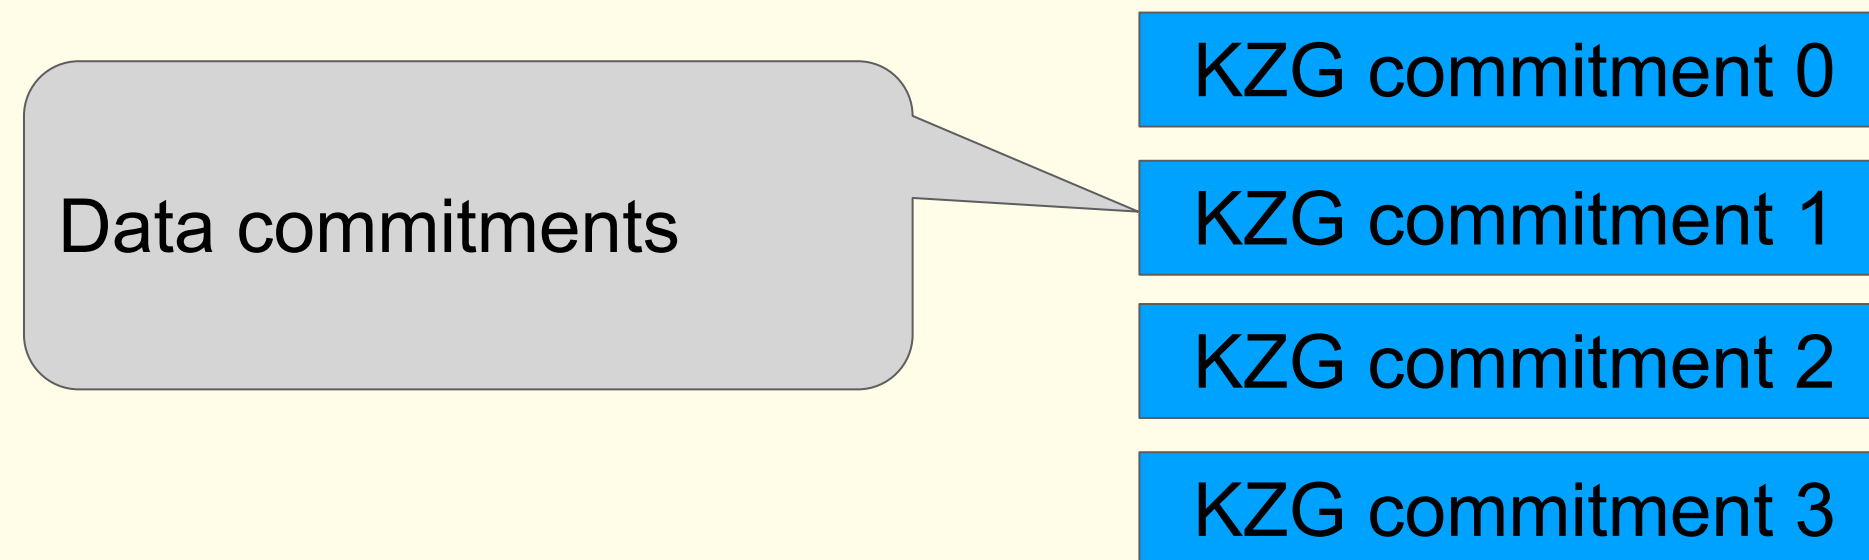 Data commitments
KZG commitment 0
KZG commitment 1
KZG commitment 2
KZG commitment 3